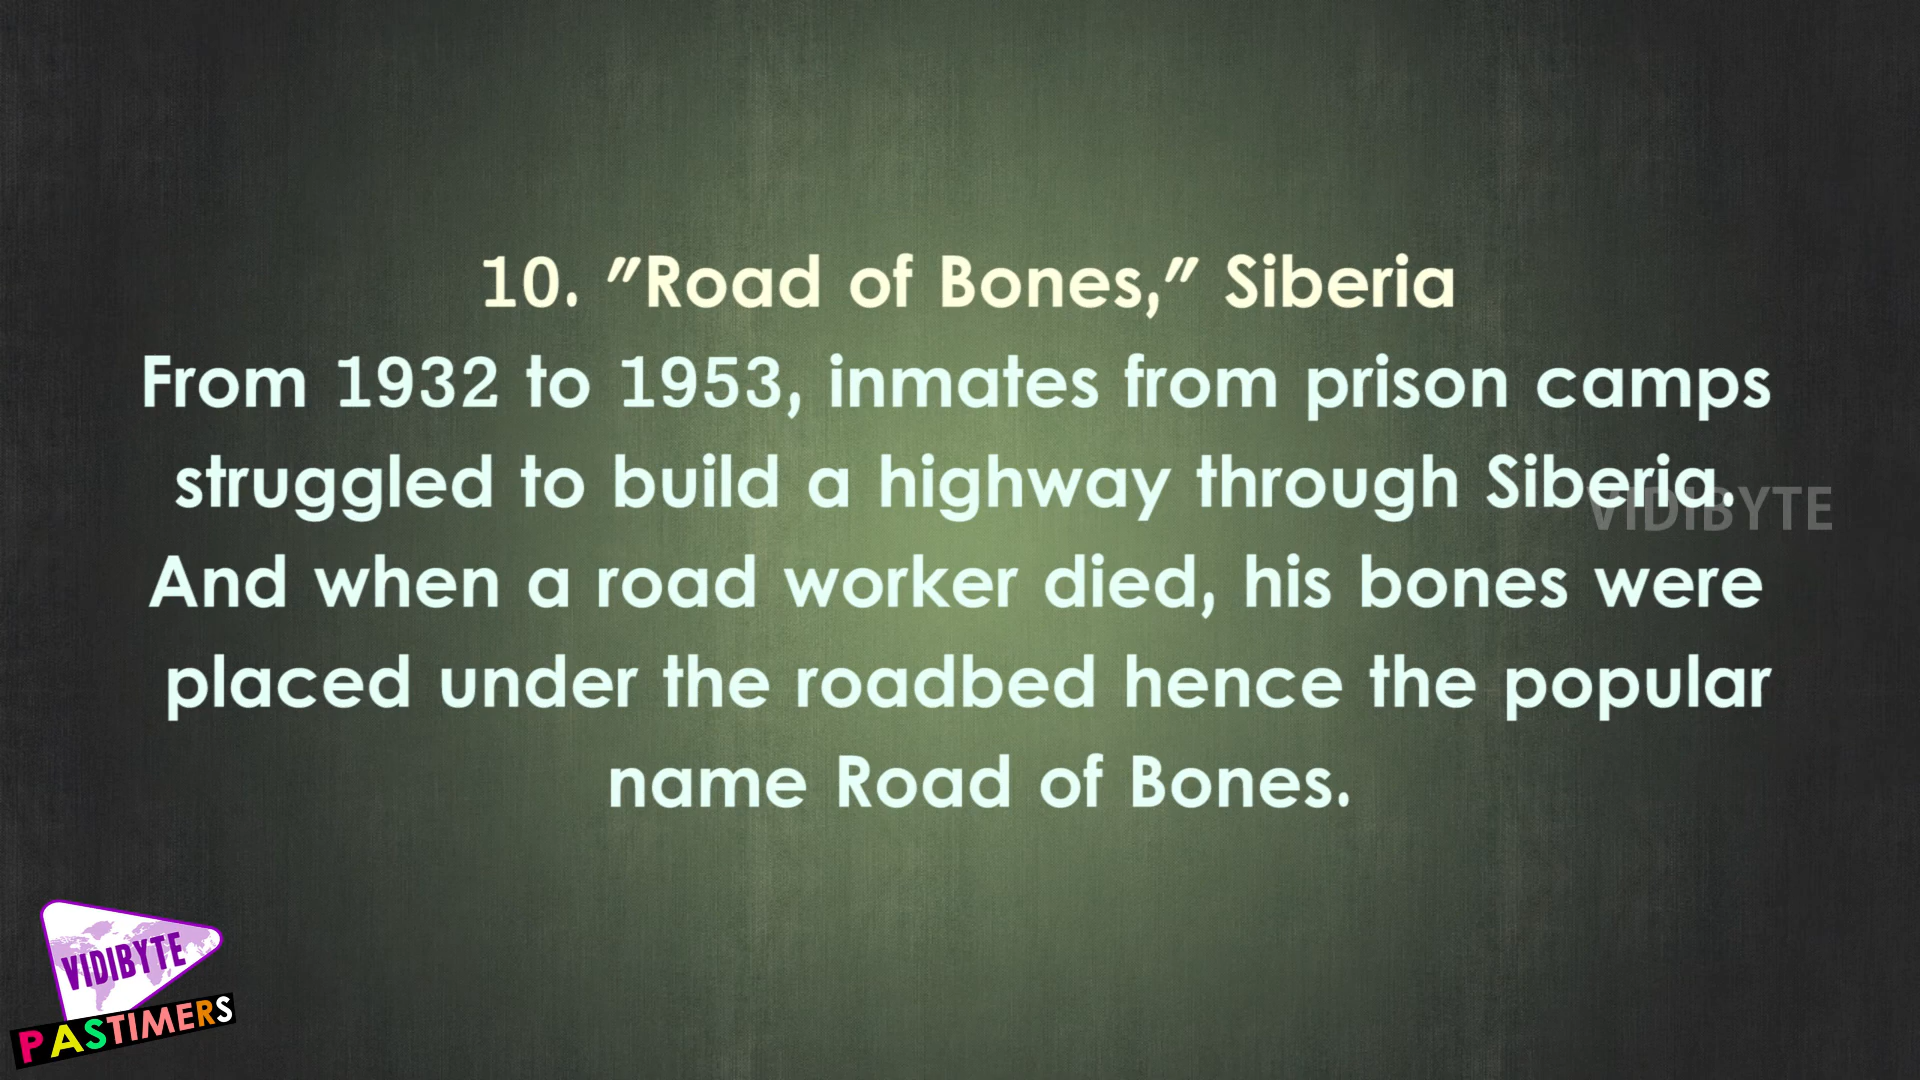 10. "Road of Bones," Siberia
From 1932 to 1953, inmates from prison camps
struggled to build a highway through Siberia.
VIDIBYTE
And when a road worker died, his bones were
placed under the roadbed hence the popular
name Road of Bones.
VIDIBYTE
PASTIMERS